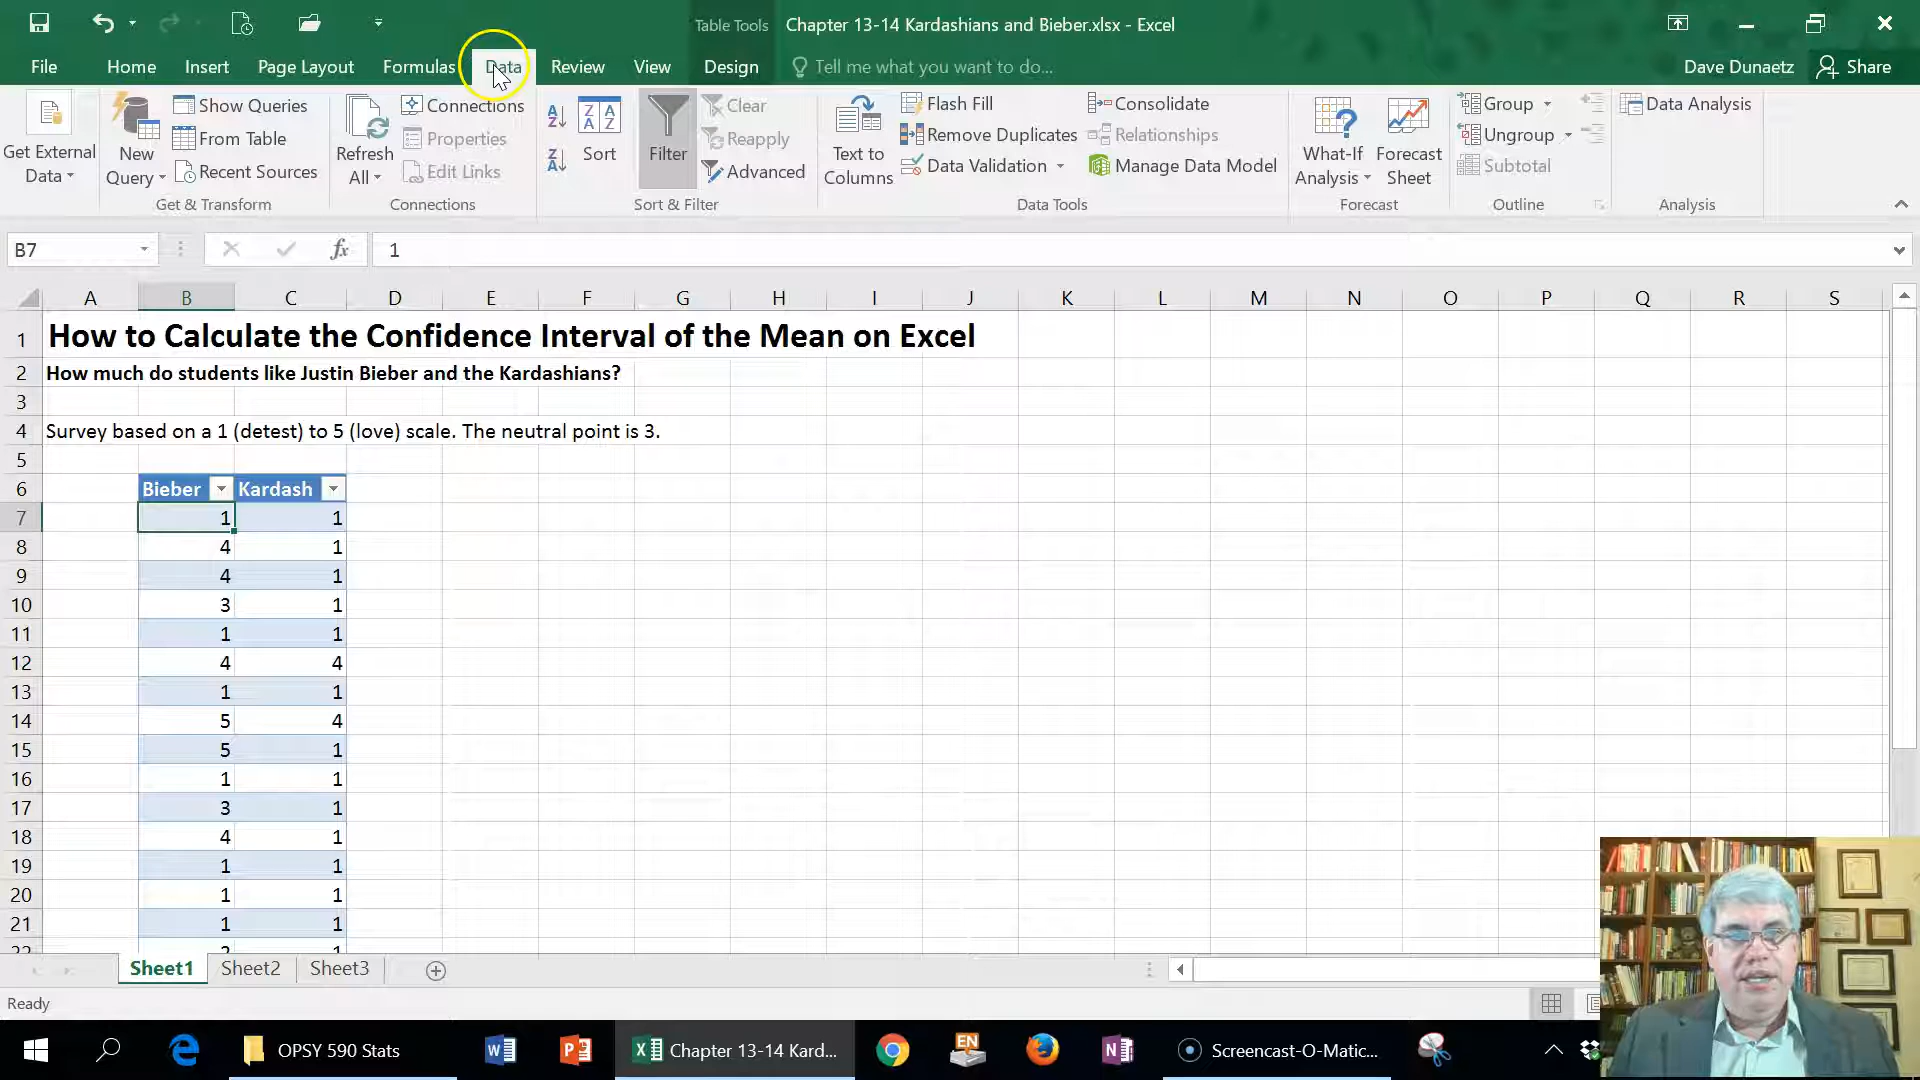 Table Tools
Chapter 13-14 Kardashians and Bieber.xlsx - Excel
File Home Insert Page Layout Formulas Data Review View Design Tell me what you want to do... Dave Dunaetz Share
Get External Data
New Query
Show Queries
From Table
Recent Sources
Get & Transform
Refresh All
Connections
Properties
Edit Links
Connections
A Z
Z A
Z A A Z
Sort
Filter
Clear
Reapply
Advanced
Sort & Filter
Text to Columns
Flash Fill
Remove Duplicates
Data Validation
Consolidate
Relationships
Manage Data Model
Data Tools
What-If Analysis
Forecast Sheet
Forecast
Group
Ungroup
Subtotal
Outline
Data Analysis
Analysis
B7 fx 1
A B C D E F G H I J K L M N O P Q R S
1 How to Calculate the Confidence Interval of the Mean on Excel
2 How much do students like Justin Bieber and the Kardashians?
3
4 Survey based on a 1 (detest) to 5 (love) scale. The neutral point is 3.
5
6 Bieber Kardash
7 1 1
8 4 1
9 4 1
10 3 1
11 1 1
12 4 4
13 1 1
14 5 4
15 5 1
16 1 1
17 3 1
18 4 1
19 1 1
20 1 1
21 1 1
22 2 1
Sheet1 Sheet2 Sheet3
Ready
OPSY 590 Stats
Chapter 13-14 Kard...
EN
Screencast-O-Matic...